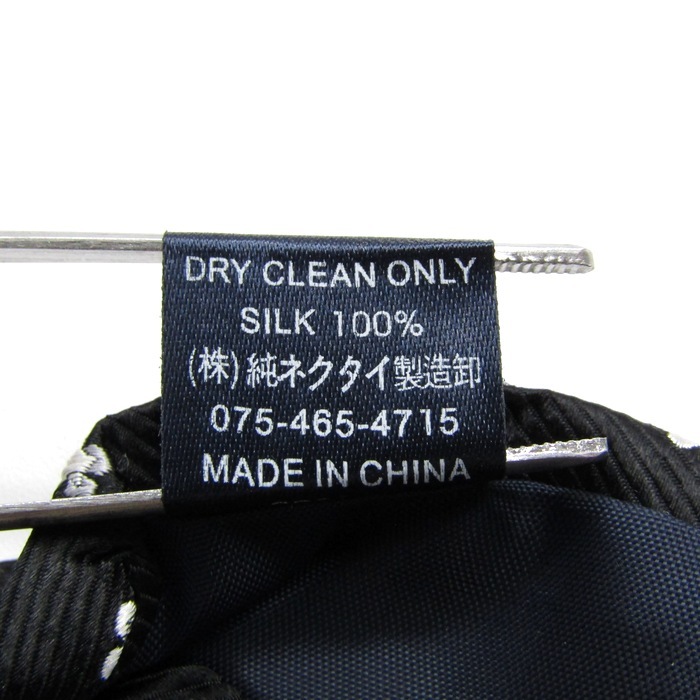 DRY CLEAN ONLY
SILK 100%
(株)純ネクタイ製造卸
075-465-4715
MADE IN CHINA